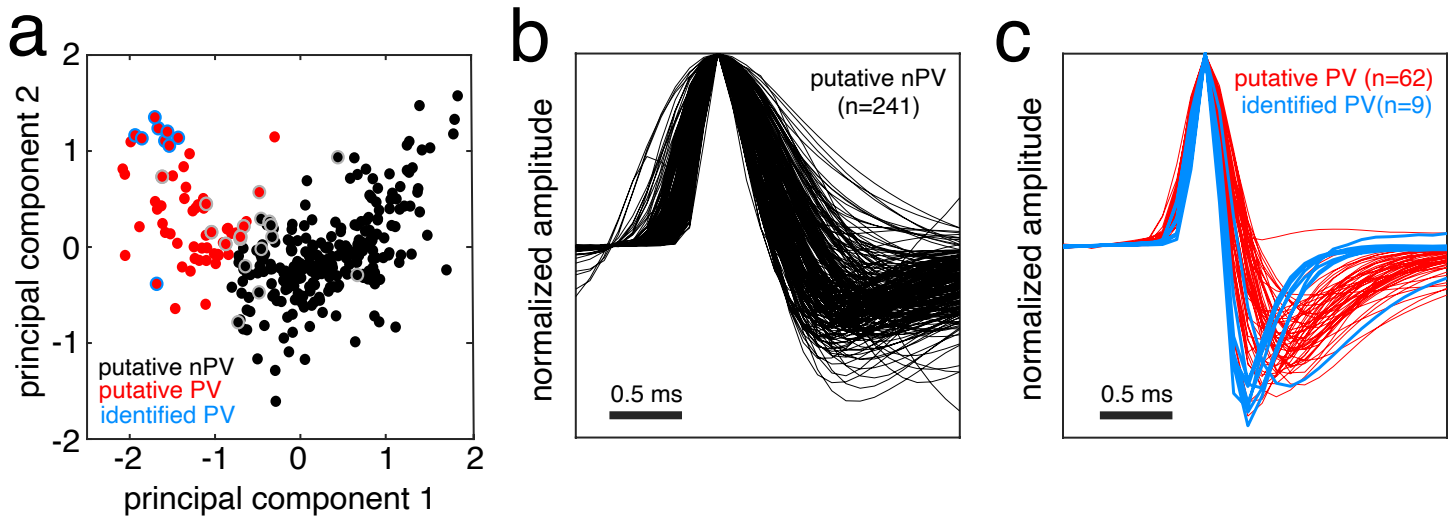 a
principal component 2
2
1
0
-1
-2
putative nPV
putative PV
identified PV
-2
-1
0
1
2
principal component 1
b
normalized amplitude
putative nPV
(n=241)
0.5 ms
c
normalized amplitude
putative PV (n=62)
identified PV(n=9)
0.5 ms